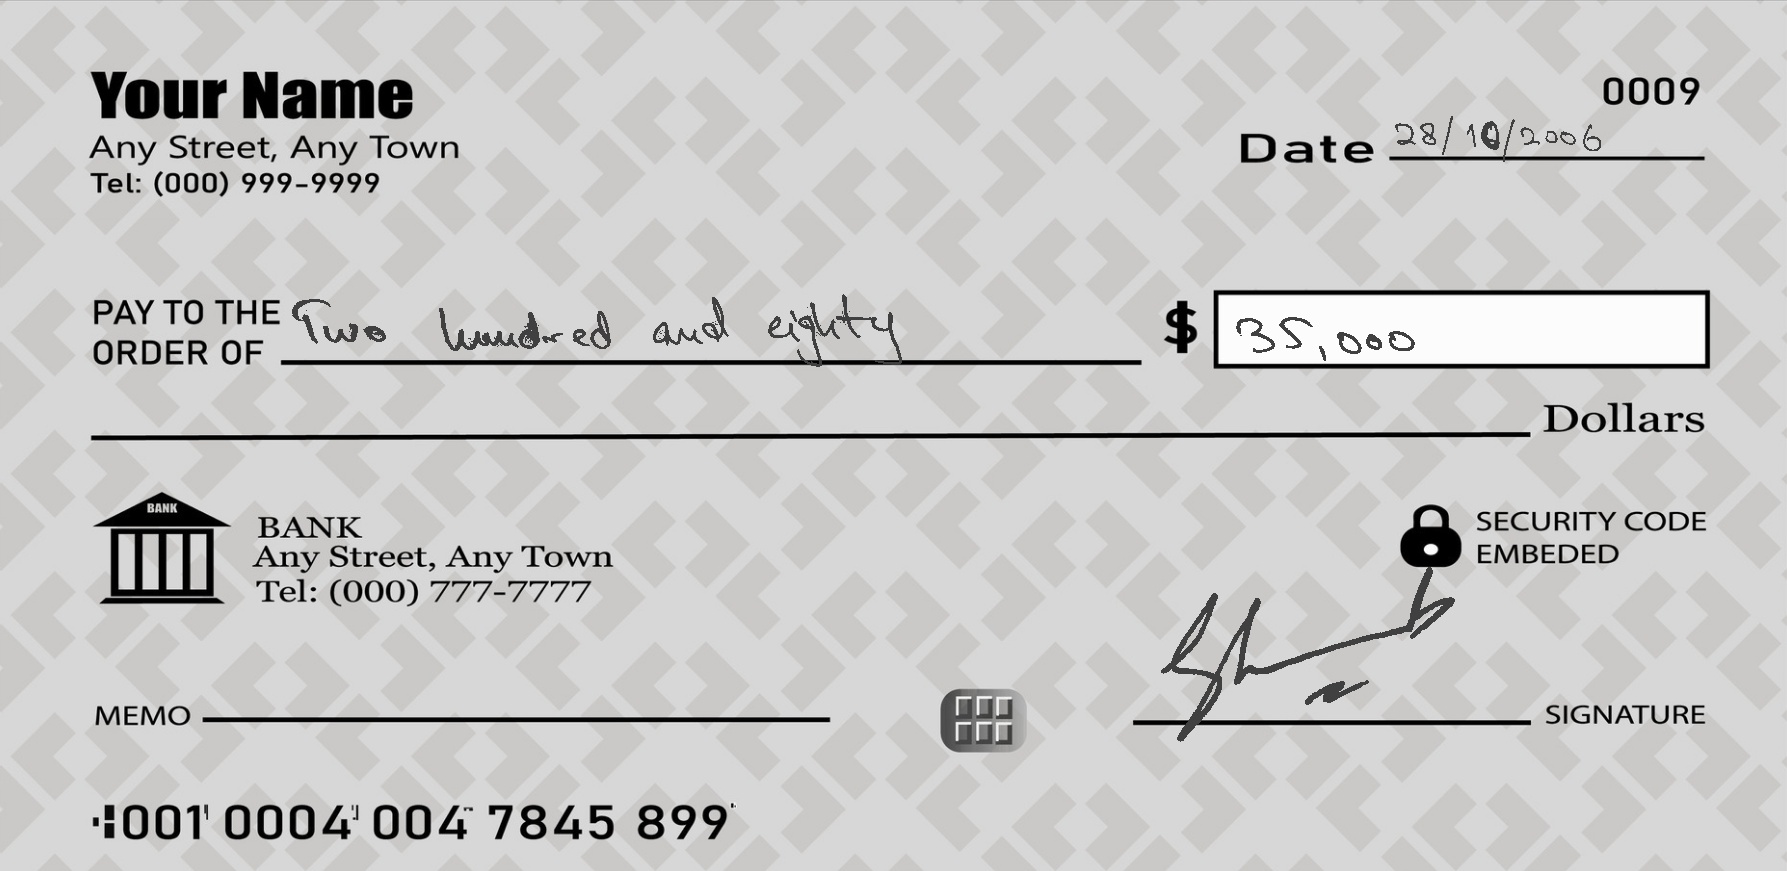 Your Name
Any Street, Any Town
Tel: (000) 999-9999
0009
Date 28/10/2006
PAY TO THE
ORDER OF Two hundred and eighty $ 35,000
Dollars
BANK
BANK
Any Street, Any Town
Tel: (000) 777-7777
SECURITY CODE
EMBEDED
MEMO
SIGNATURE
001 0004 004 7845 899